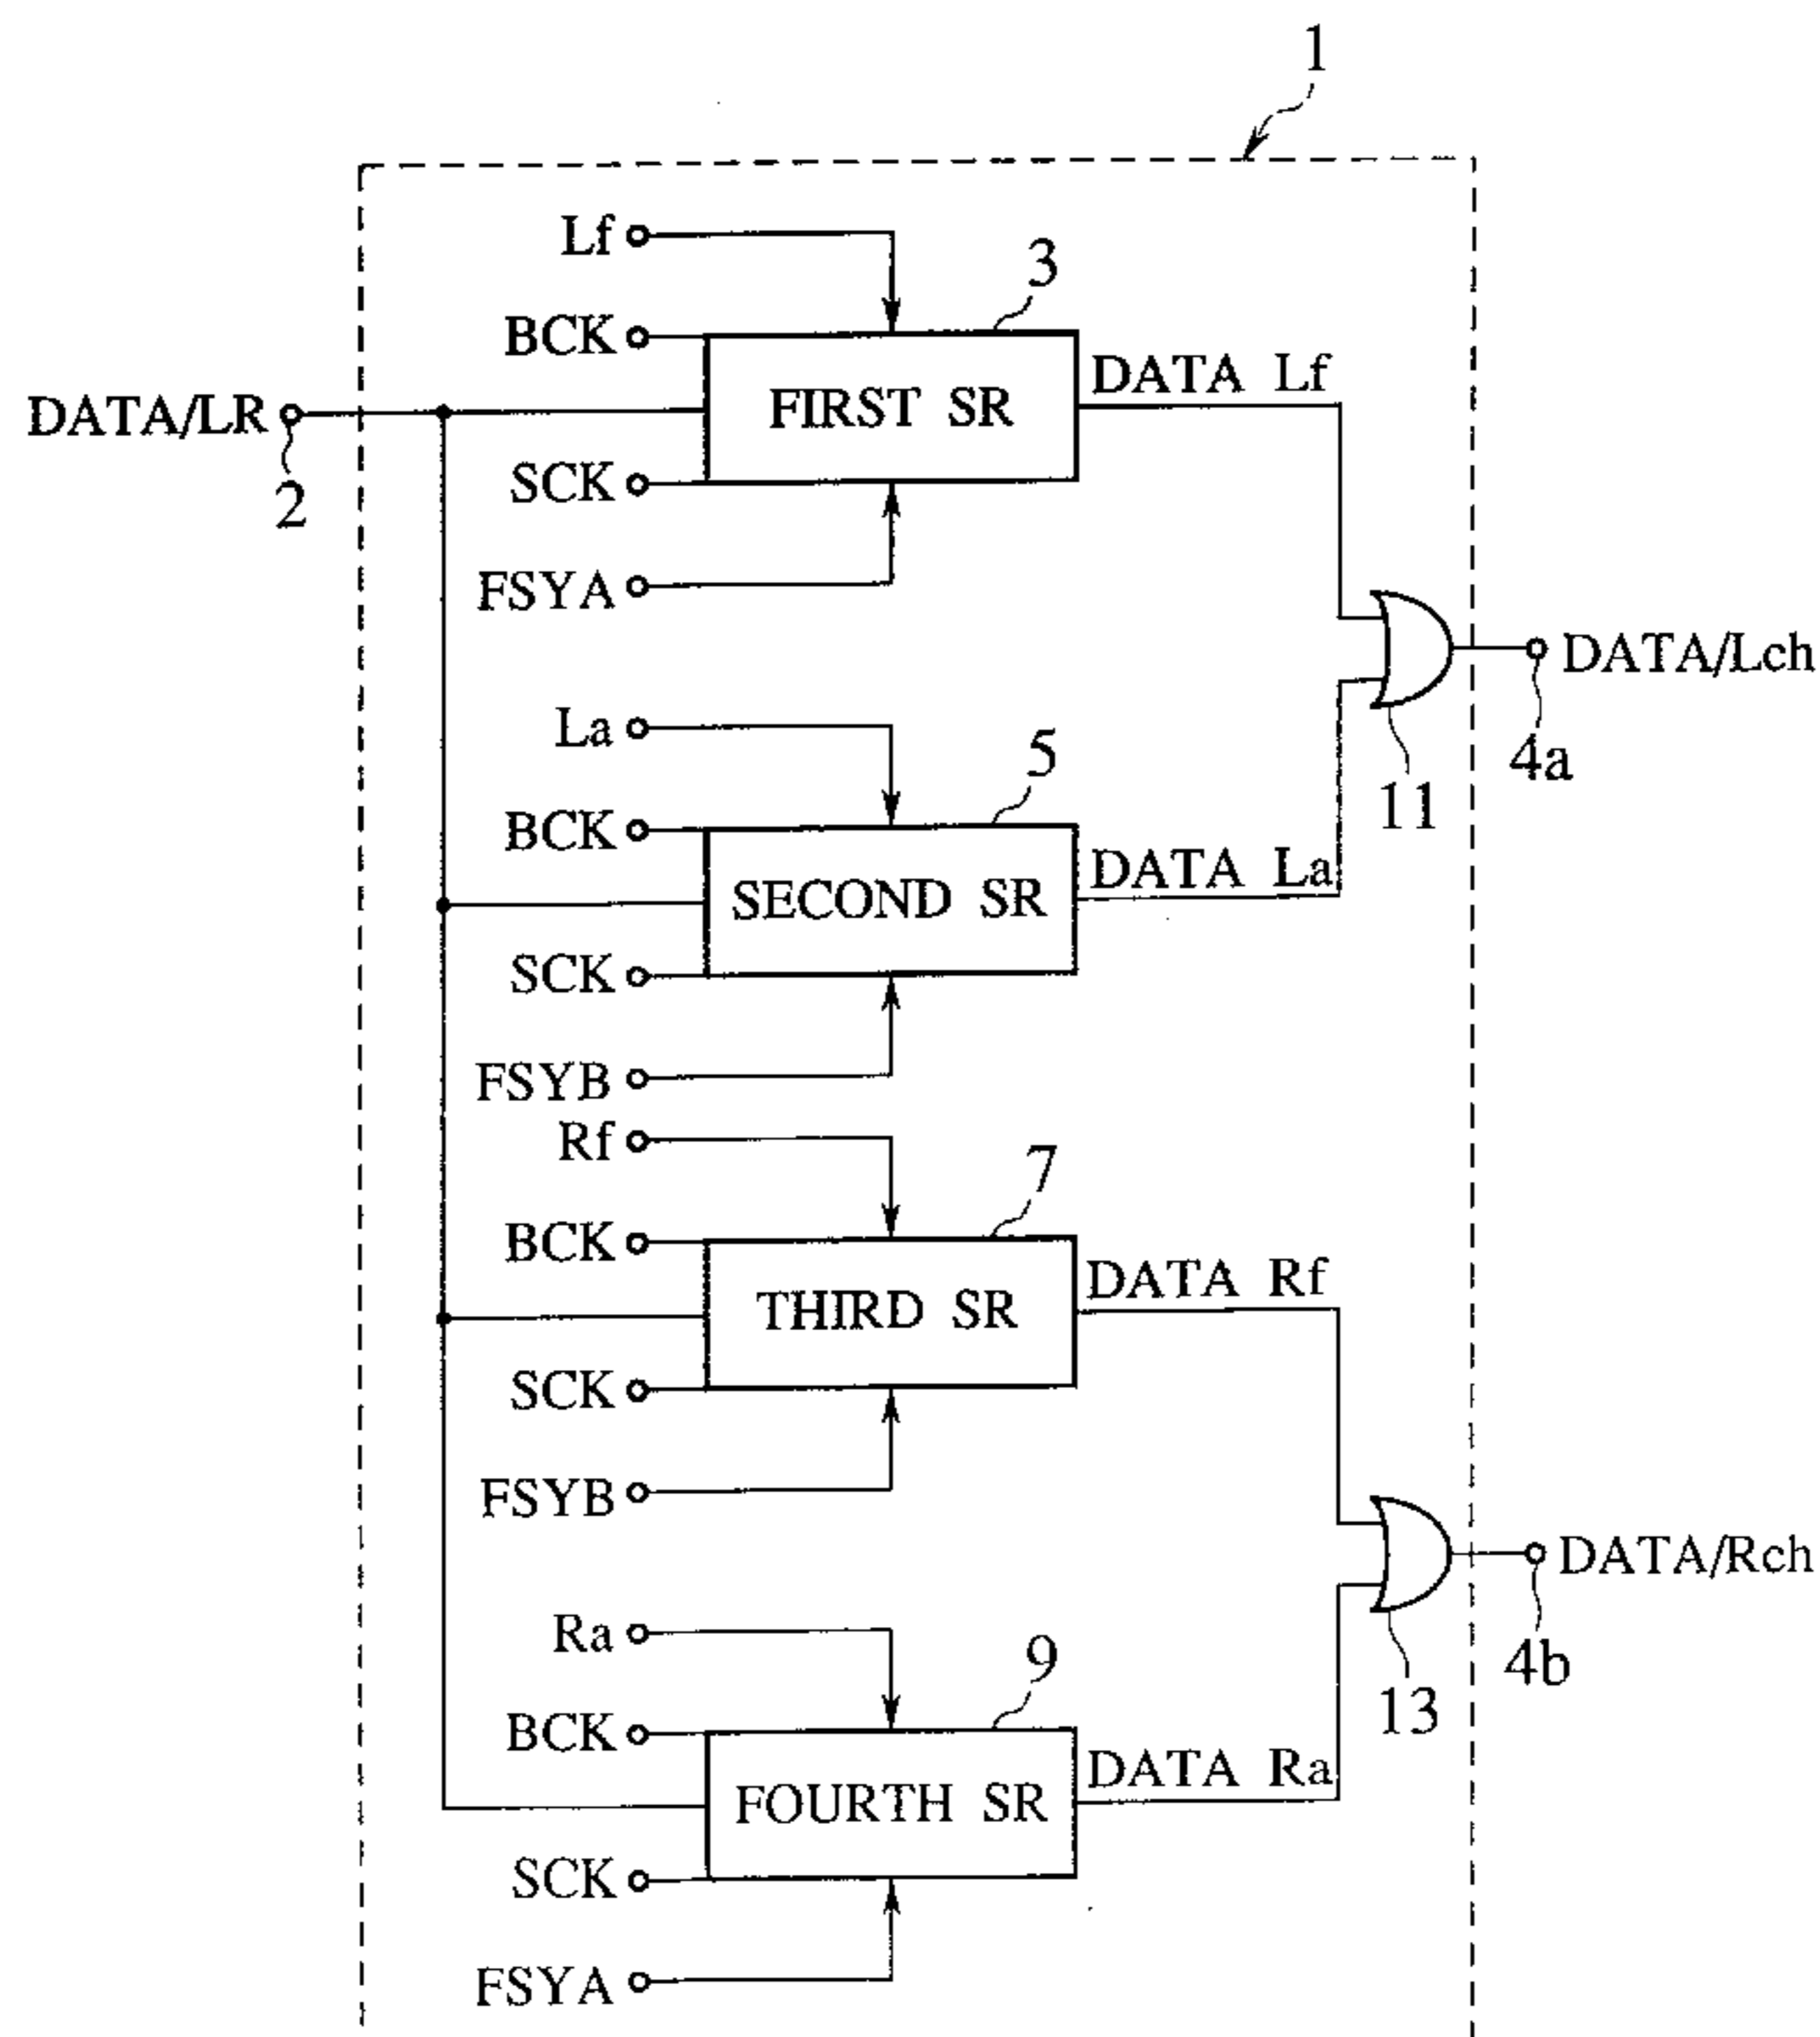 1
Lf
3
BCK
DATA Lf
DATA/LR
FIRST SR
2
SCK
FSYA
DATA/Lch
La
4a
5
11
BCK
DATA La
SECOND SR
SCK
FSYB
Rf
7
BCK
DATA Rf
THIRD SR
SCK
FSYB
DATA/Rch
Ra
9
4b
13
BCK
DATA Ra
FOURTH SR
SCK
FSYA